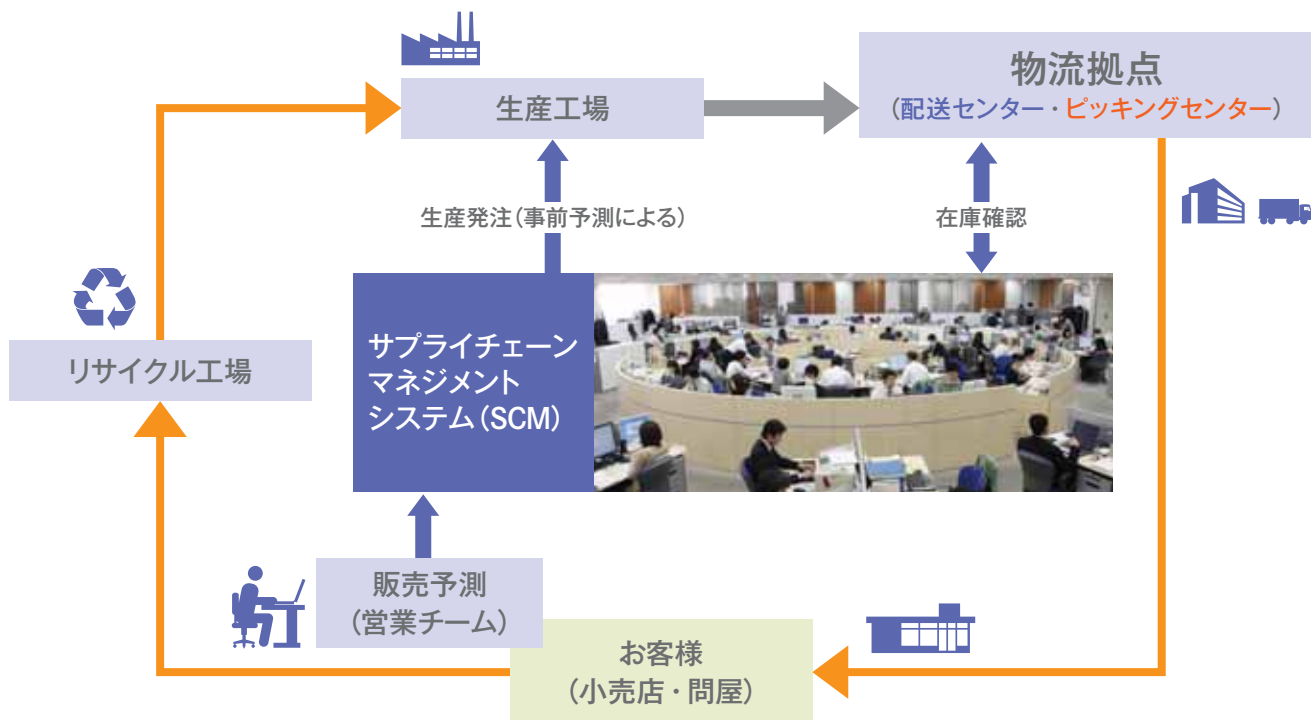 生産工場
物流拠点
（配送センター・ピッキングセンター）
生産発注（事前予測による）
在庫確認
リサイクル工場
サプライチェーン
マネジメント
システム（SCM）
販売予測
（営業チーム）
お客様
（小売店・問屋）